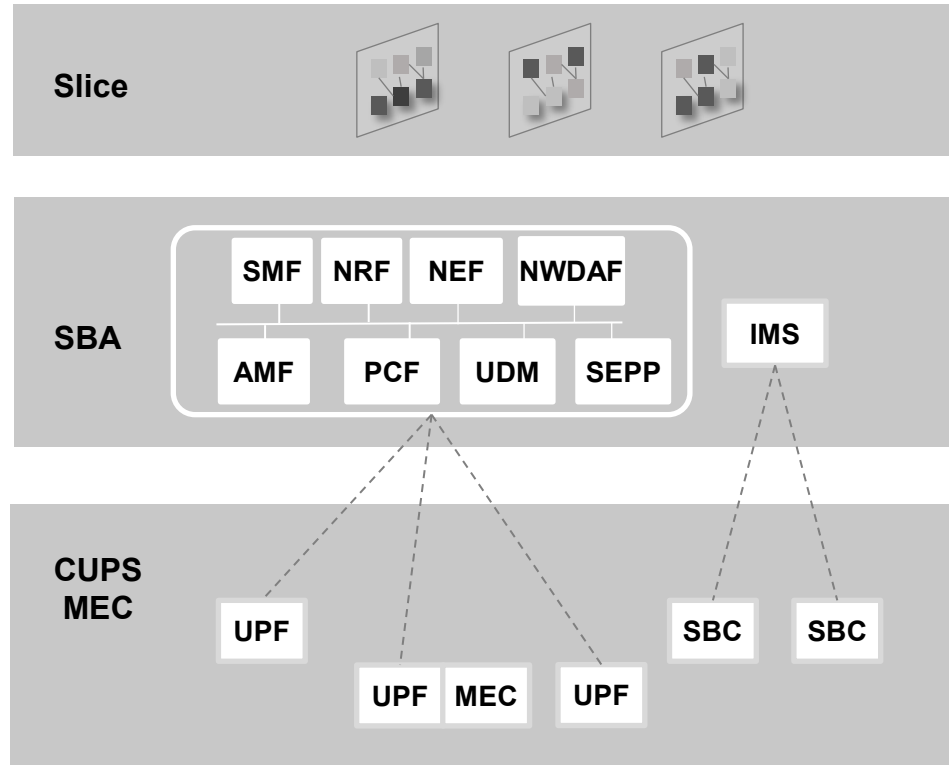 Slice
SBA
SMF NRF NEF NWDAF
AMF PCF UDM SEPP
IMS
CUPS
MEC
UPF
UPF MEC UPF
SBC SBC